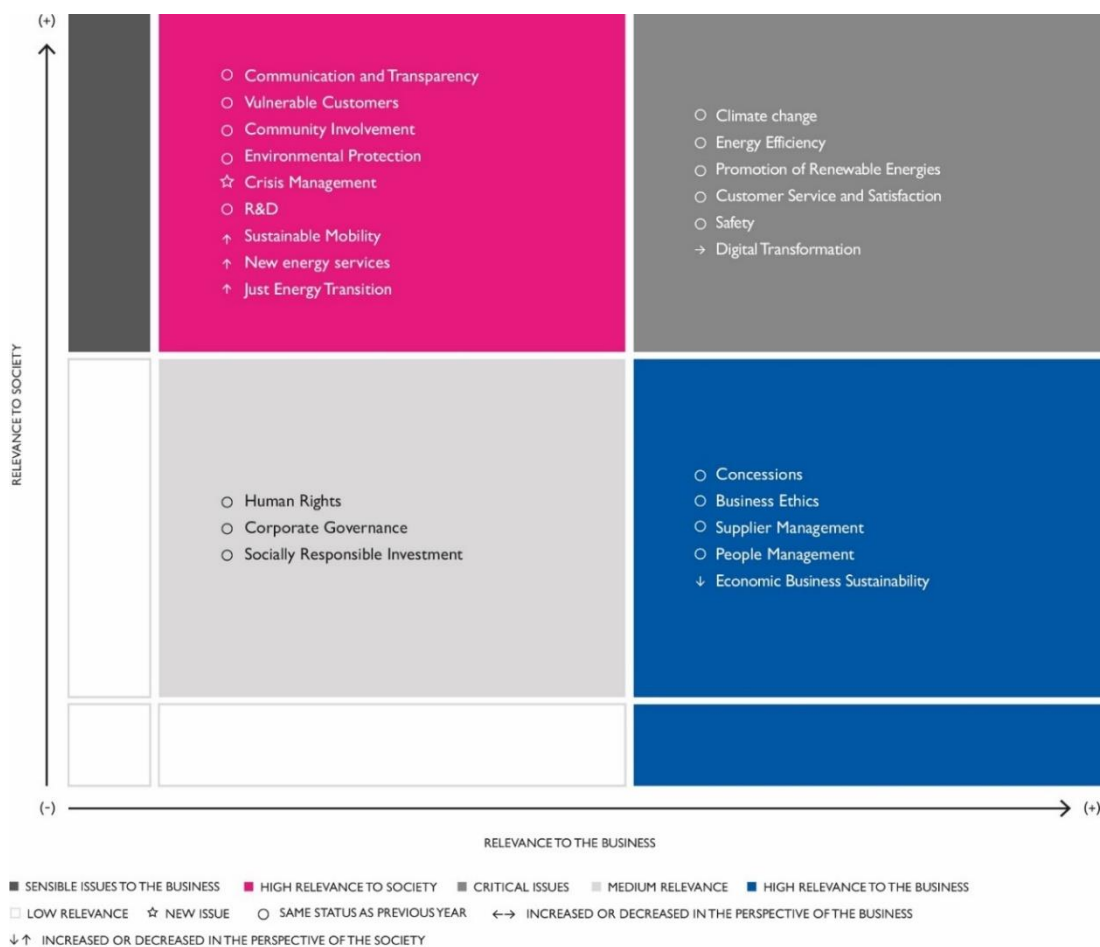 (+)
Communication and Transparency
Vulnerable Customers
Community Involvement
Environmental Protection
Crisis Management
R&D
Sustainable Mobility
New energy services
Just Energy Transition
Climate change
Energy Efficiency
Promotion of Renewable Energies
Customer Service and Satisfaction
Safety
Digital Transformation
RELEVANCE TO SOCIETY
Human Rights
Corporate Governance
Socially Responsible Investment
Concessions
Business Ethics
Supplier Management
People Management
Economic Business Sustainability
(-)
(+)
RELEVANCE TO THE BUSINESS
SENSIBLE ISSUES TO THE BUSINESS HIGH RELEVANCE TO SOCIETY CRITICAL ISSUES MEDIUM RELEVANCE HIGH RELEVANCE TO THE BUSINESS
LOW RELEVANCE ☆ NEW ISSUE ○ SAME STATUS AS PREVIOUS YEAR ←→ INCREASED OR DECREASED IN THE PERSPECTIVE OF THE BUSINESS
↓↑ INCREASED OR DECREASED IN THE PERSPECTIVE OF THE SOCIETY